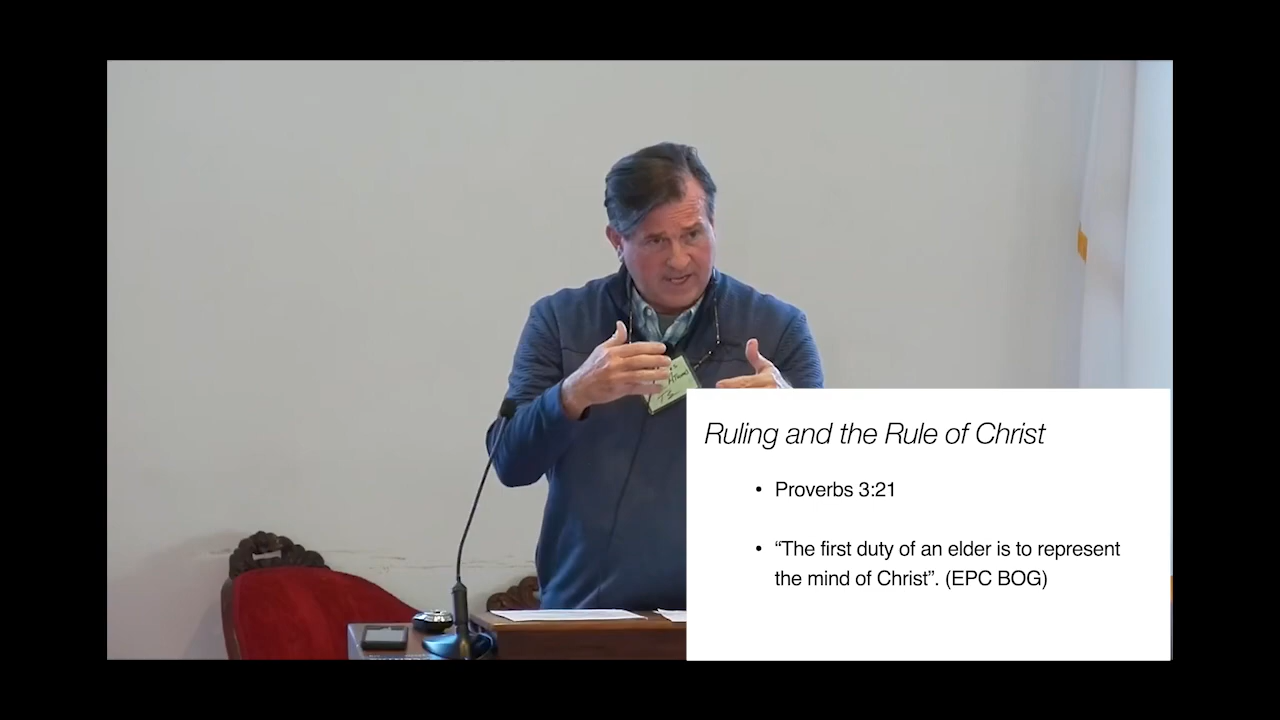 Ruling and the Rule of Christ
• Proverbs 3:21
• “The first duty of an elder is to represent
the mind of Christ”. (EPC BOG)